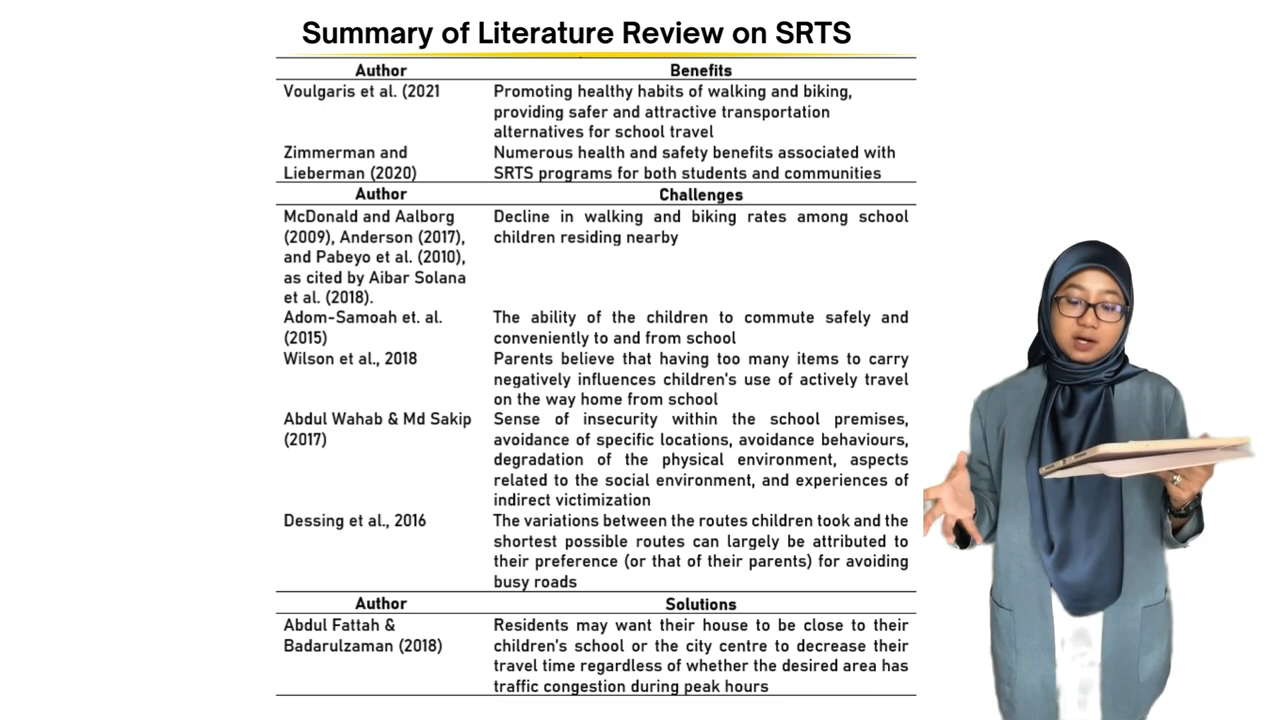 Summary of Literature Review on SRTS
Author Benefits
Voulgaris et al. (2021 Promoting healthy habits of walking and biking,
providing safer and attractive transportation
alternatives for school travel
Zimmerman and Numerous health and safety benefits associated with
Lieberman (2020) SRTS programs for both students and communities
Author Challenges
McDonald and Aalborg Decline in walking and biking rates among school
(2009), Anderson (2017), children residing nearby
and Pabeyo et al. (2010),
as cited by Aibar Solana
et al. (2018).
Adom-Samoah et. al. The ability of the children to commute safely and
(2015) conveniently to and from school
Wilson et al., 2018 Parents believe that having too many items to carry
negatively influences children's use of actively travel
on the way home from school
Abdul Wahab & Md Sakip Sense of insecurity within the school premises,
(2017) avoidance of specific locations, avoidance behaviours,
degradation of the physical environment, aspects
related to the social environment, and experiences of
indirect victimization
Dessing et al., 2016 The variations between the routes children took and the
shortest possible routes can largely be attributed to
their preference (or that of their parents) for avoiding
busy roads
Author Solutions
Abdul Fattah & Residents may want their house to be close to their
Badarulzaman (2018) children's school or the city centre to decrease their
travel time regardless of whether the desired area has
traffic congestion during peak hours